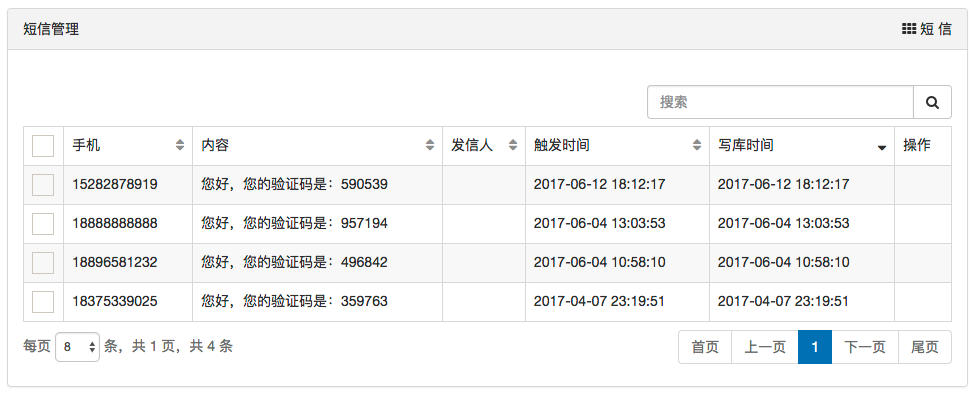 短信管理 短 信
搜索
手机 内容 发信人 触发时间 写库时间 操作
15282878919 您好，您的验证码是：590539 2017-06-12 18:12:17 2017-06-12 18:12:17
18888888888 您好，您的验证码是：957194 2017-06-04 13:03:53 2017-06-04 13:03:53
18896581232 您好，您的验证码是：496842 2017-06-04 10:58:10 2017-06-04 10:58:10
18375339025 您好，您的验证码是：359763 2017-04-07 23:19:51 2017-04-07 23:19:51
每页 8 条，共 1 页，共 4 条 首页 上一页 1 下一页 尾页